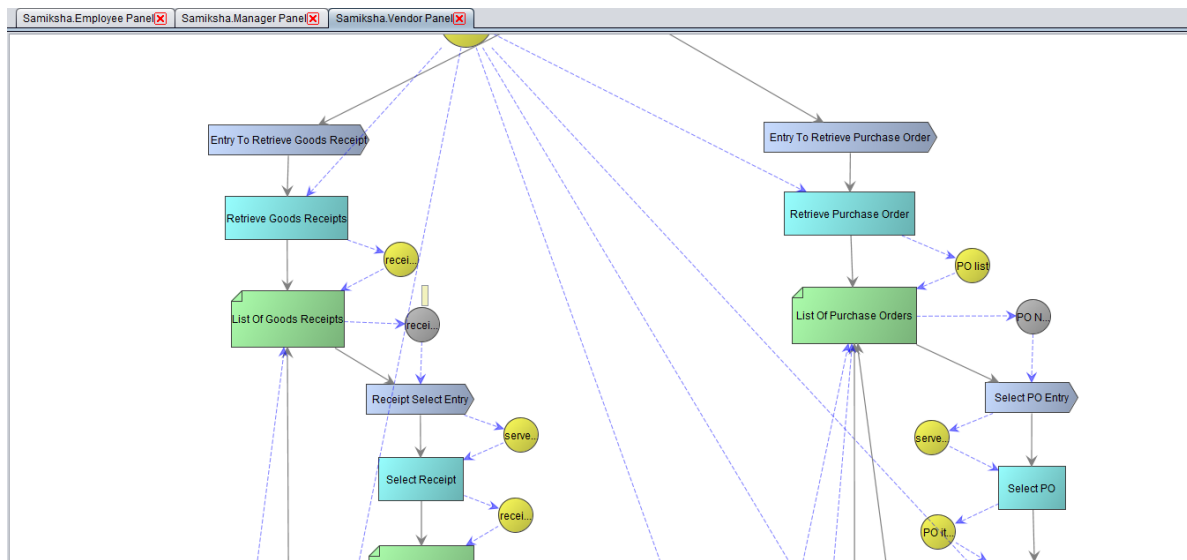 Samiksha.Employee Panel
Samiksha.Manager Panel
Samiksha.Vendor Panel
Entry To Retrieve Goods Receipt
Entry To Retrieve Purchase Order
Retrieve Goods Receipts
Retrieve Purchase Order
recei...
PO list
List Of Goods Receipts
recei...
List Of Purchase Orders
PO N...
Receipt Select Entry
Select PO Entry
serve...
serve...
Select Receipt
Select PO
recei...
PO it...